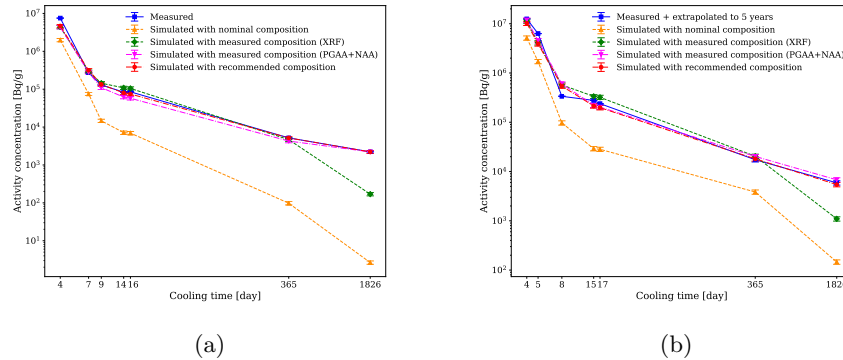 Measured
Simulated with nominal composition
Simulated with measured composition (XRF)
Simulated with measured composition (PGAA+NAA)
Simulated with recommended composition
10^7
10^6
10^5
10^4
10^3
10^2
10^1
Activity concentration [Bq/g]
4 7 9 1416 365 1826
Cooling time [day]
(a)
Measured + extrapolated to 5 years
Simulated with nominal composition
Simulated with measured composition (XRF)
Simulated with measured composition (PGAA+NAA)
Simulated with recommended composition
10^7
10^6
10^5
10^4
10^3
10^2
Activity concentration [Bq/g]
4 5 8 1517 365 1826
Cooling time [day]
(b)